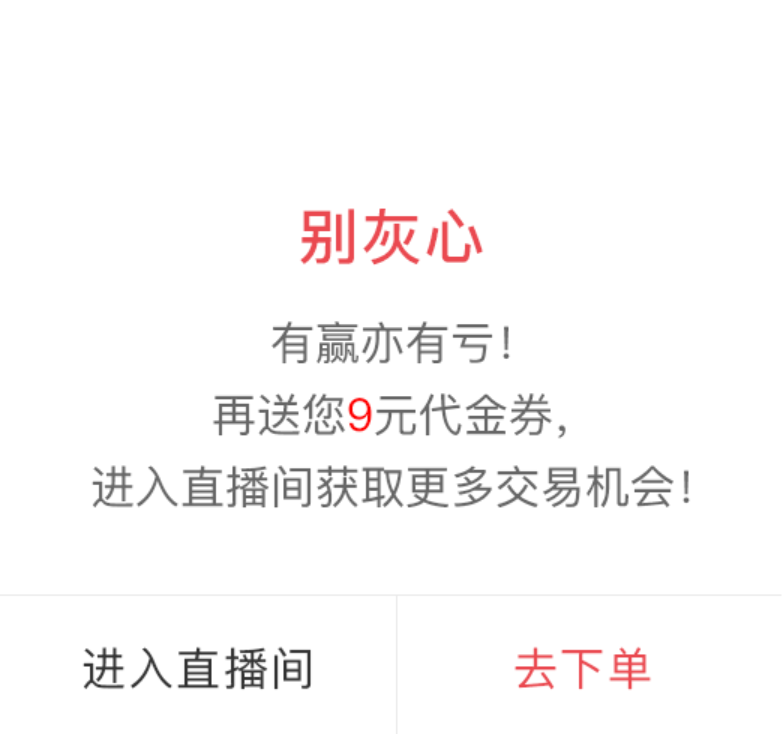 别灰心
有赢亦有亏！
再送您9元代金券，
进入直播间获取更多交易机会！
进入直播间
去下单